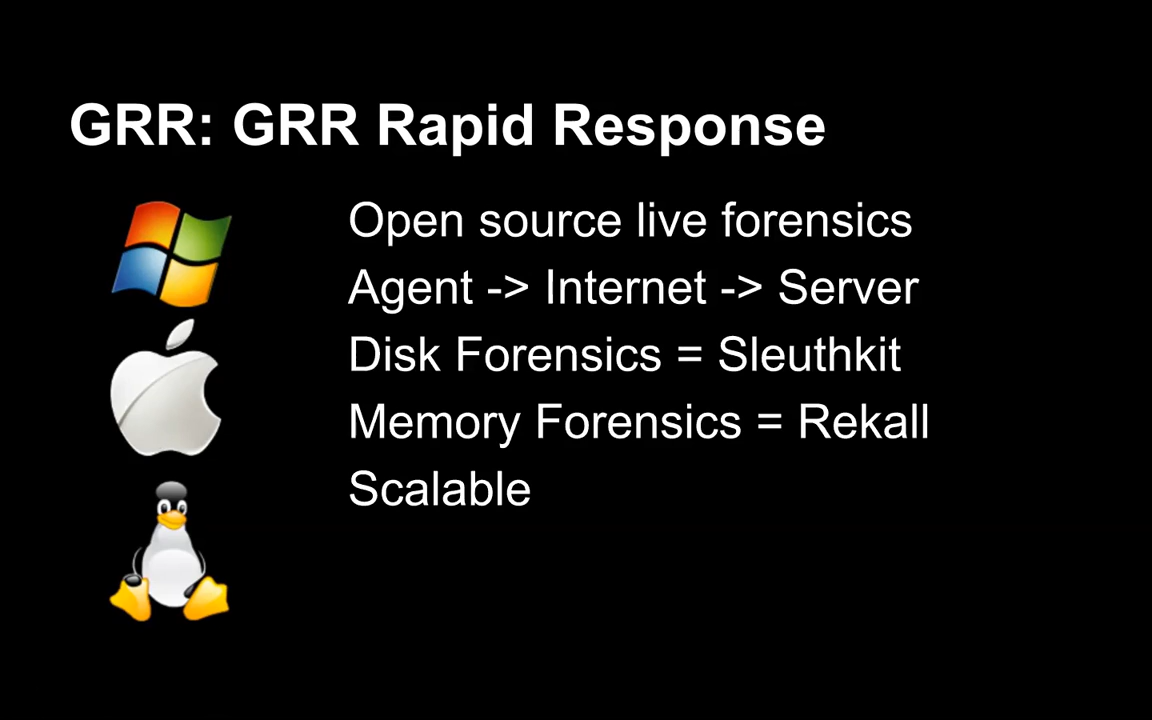 GRR: GRR Rapid Response
Open source live forensics
Agent -> Internet -> Server
Disk Forensics = Sleuthkit
Memory Forensics = Rekall
Scalable